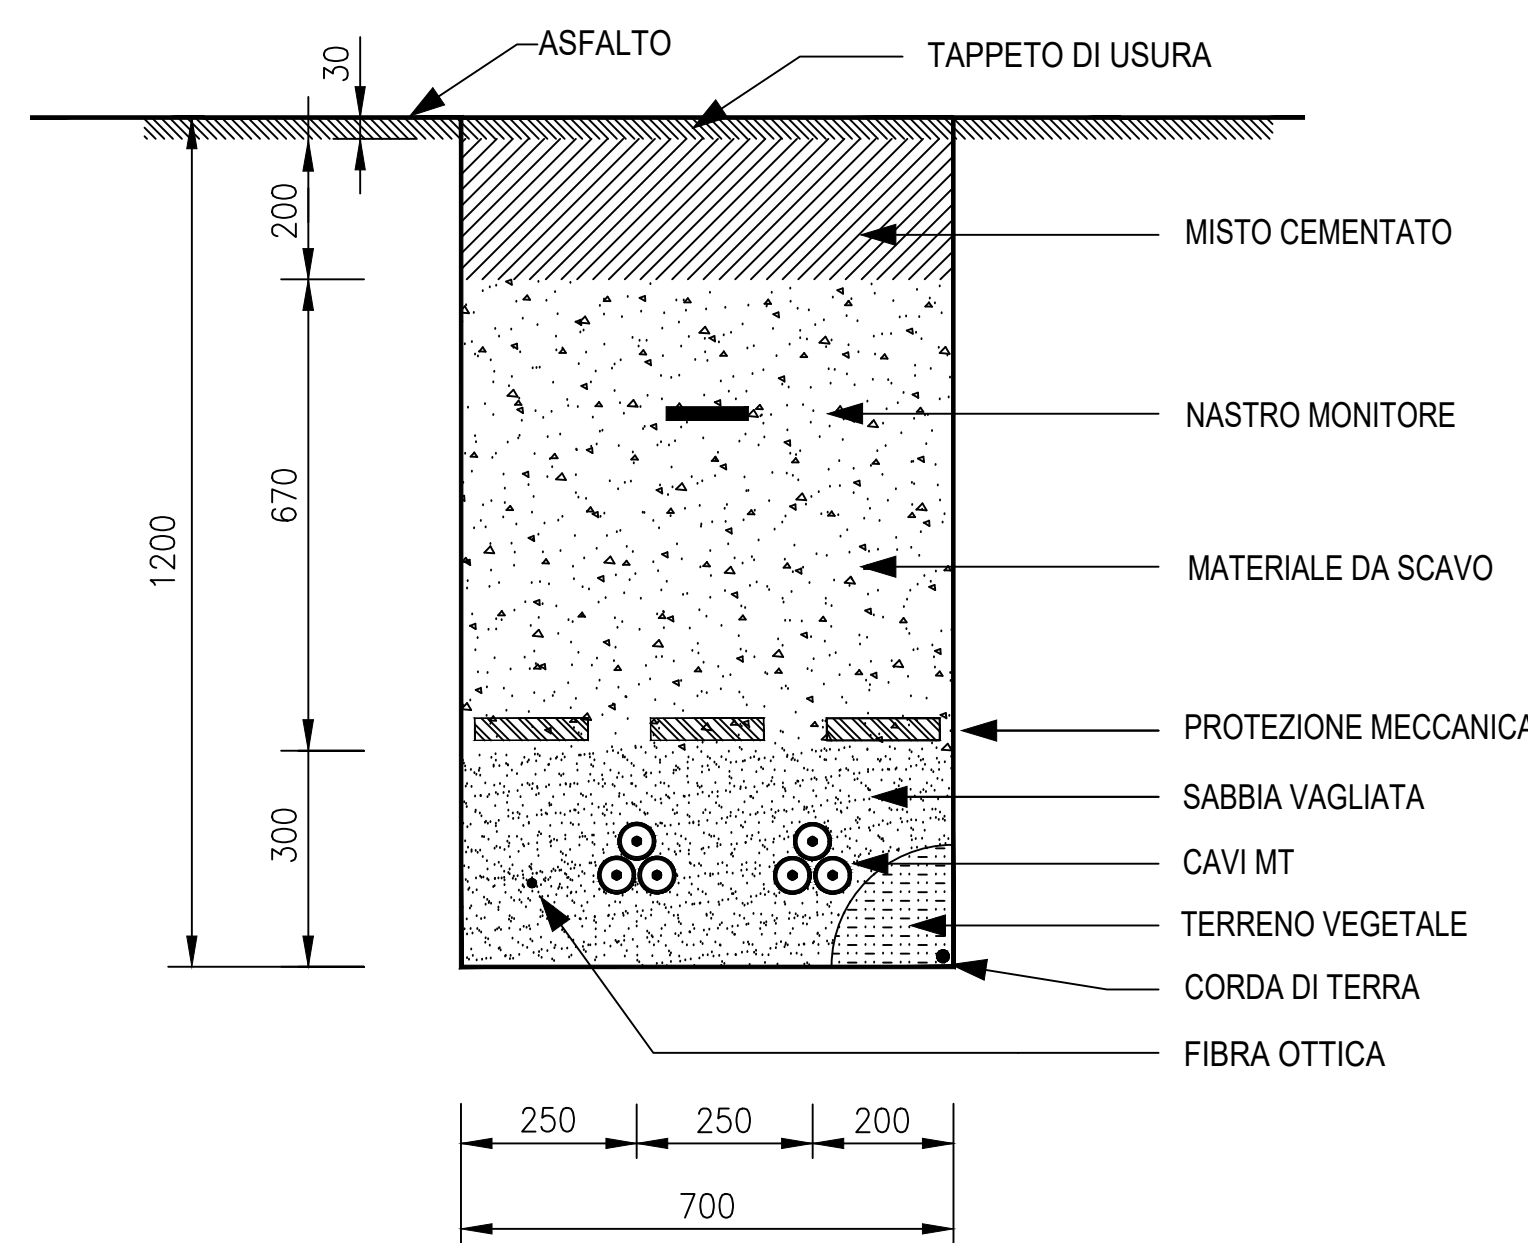 ASFALTO
TAPPETO DI USURA
30
200
MISTO CEMENTATO
NASTRO MONITORE
670
1200
MATERIALE DA SCAVO
PROTEZIONE MECCANICA
SABBIA VAGLIATA
300
CAVI MT
TERRENO VEGETALE
CORDA DI TERRA
FIBRA OTTICA
250 250 200
700